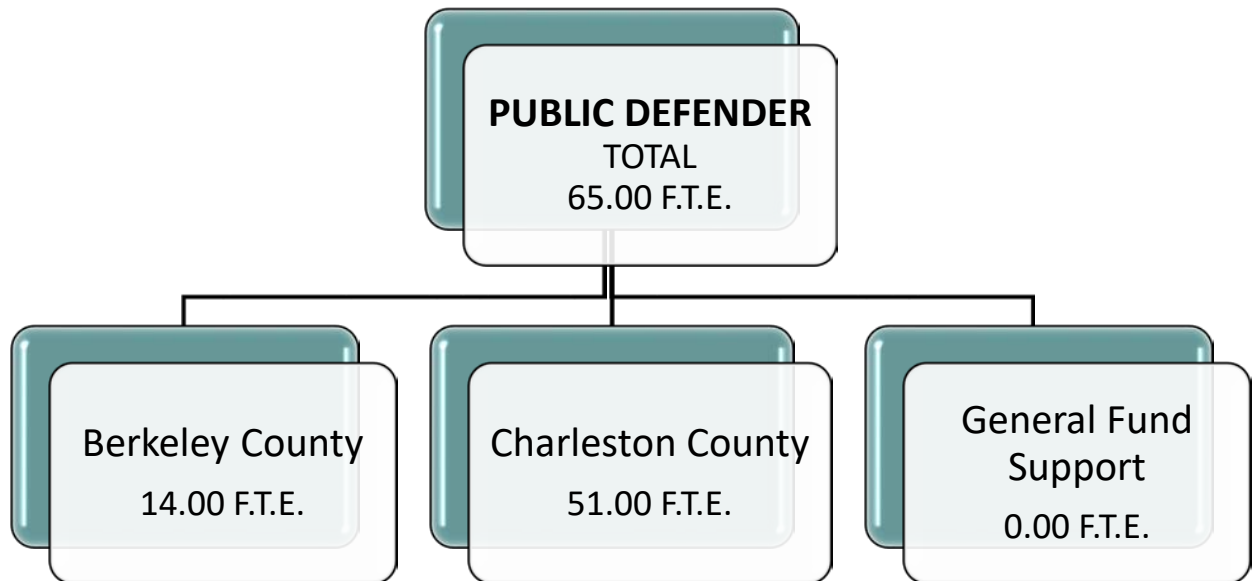 PUBLIC DEFENDER
TOTAL
65.00 F.T.E.
Berkeley County
14.00 F.T.E.
Charleston County
51.00 F.T.E.
General Fund
Support
0.00 F.T.E.